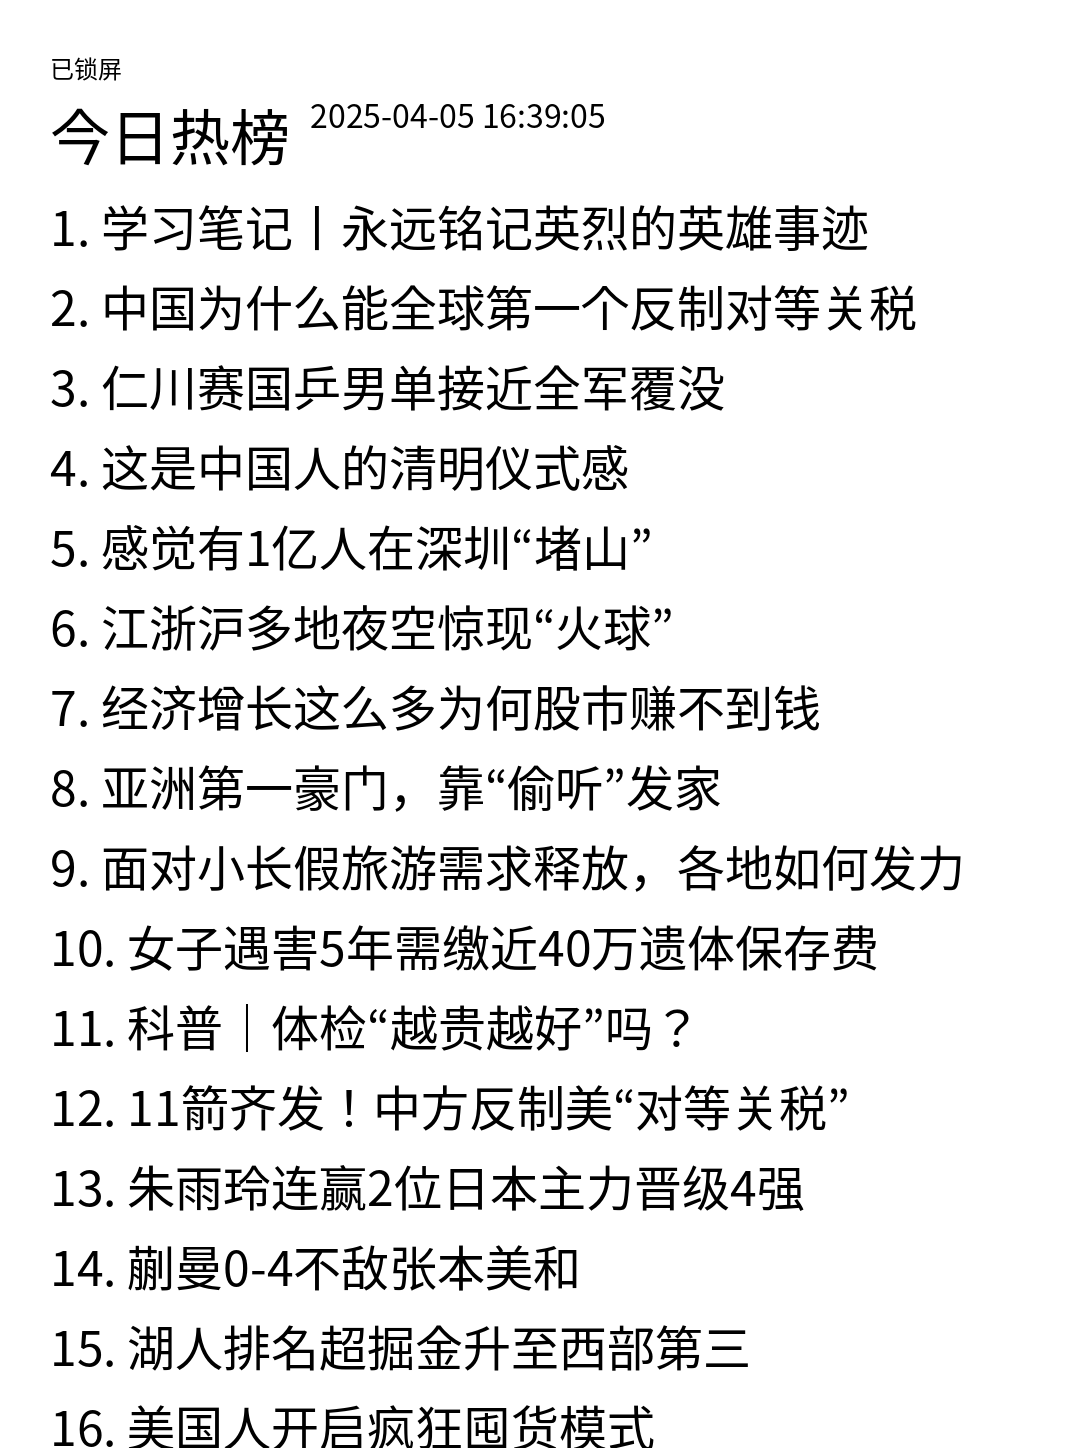 已锁屏
今日热榜 2025-04-05 16:39:05
1. 学习笔记丨永远铭记英烈的英雄事迹
2. 中国为什么能全球第一个反制对等关税
3. 仁川赛国乒男单接近全军覆没
4. 这是中国人的清明仪式感
5. 感觉有1亿人在深圳“堵山”
6. 江浙沪多地夜空惊现“火球”
7. 经济增长这么多为何股市赚不到钱
8. 亚洲第一豪门，靠“偷听”发家
9. 面对小长假旅游需求释放，各地如何发力
10. 女子遇害5年需缴近40万遗体保存费
11. 科普｜体检“越贵越好”吗？
12. 11箭齐发！中方反制美“对等关税”
13. 朱雨玲连赢2位日本主力晋级4强
14. 蒯曼0-4不敌张本美和
15. 湖人排名超掘金升至西部第三
16. 美国人开启疯狂囤货模式